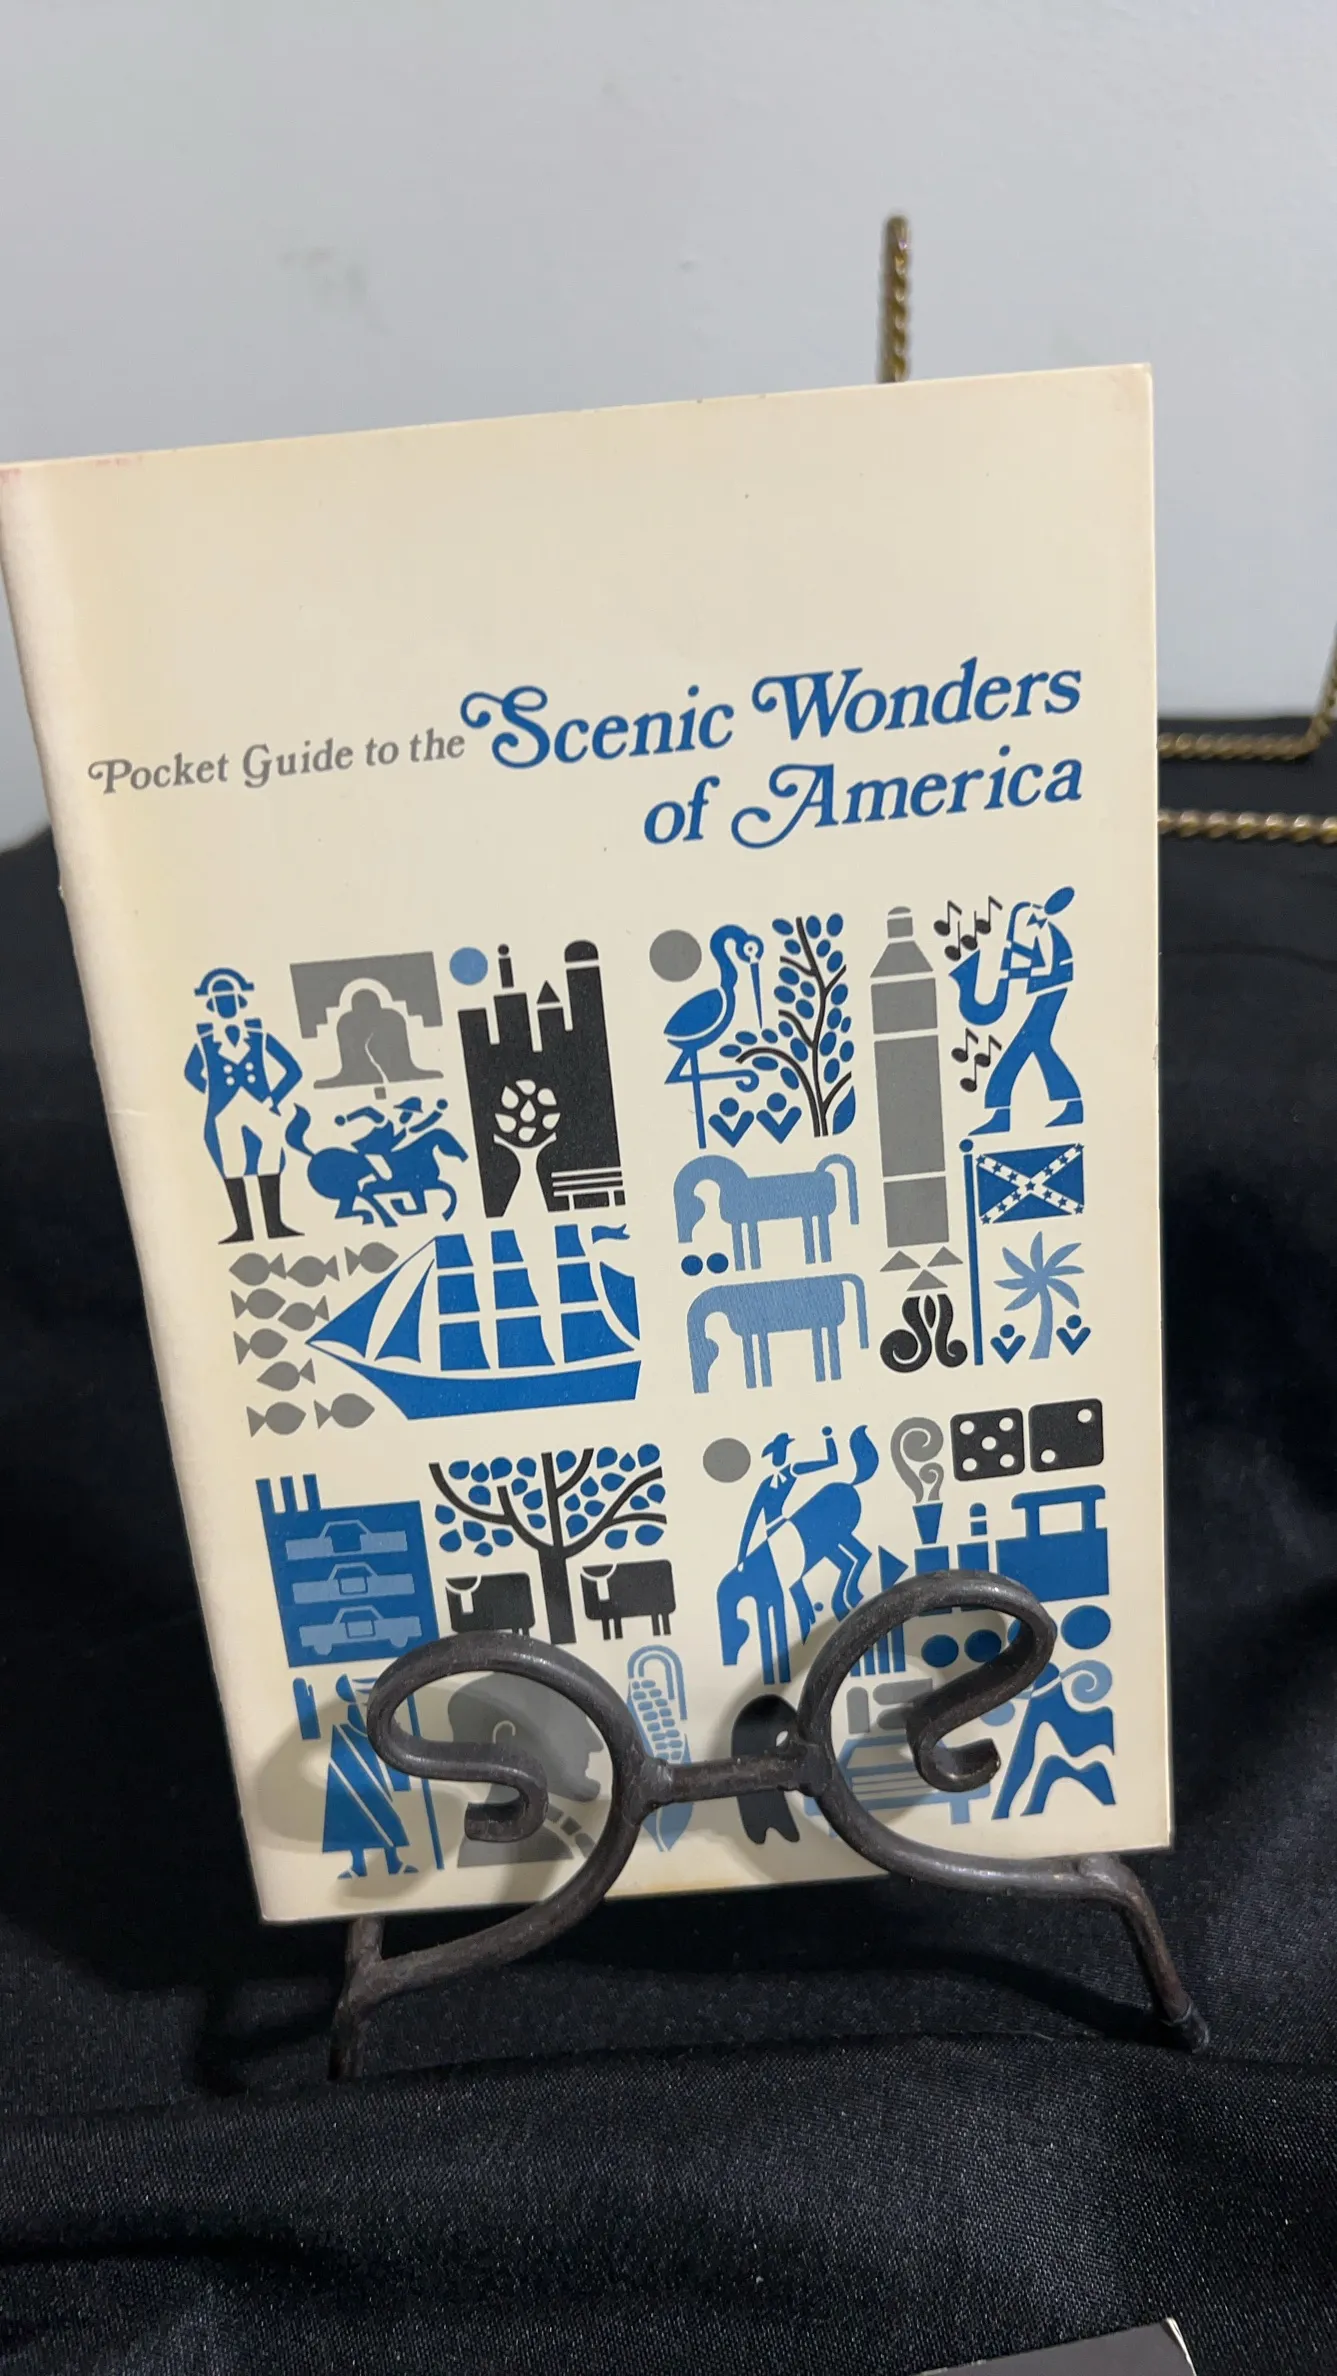 Pocket Guide to the Scenic Wonders
of America